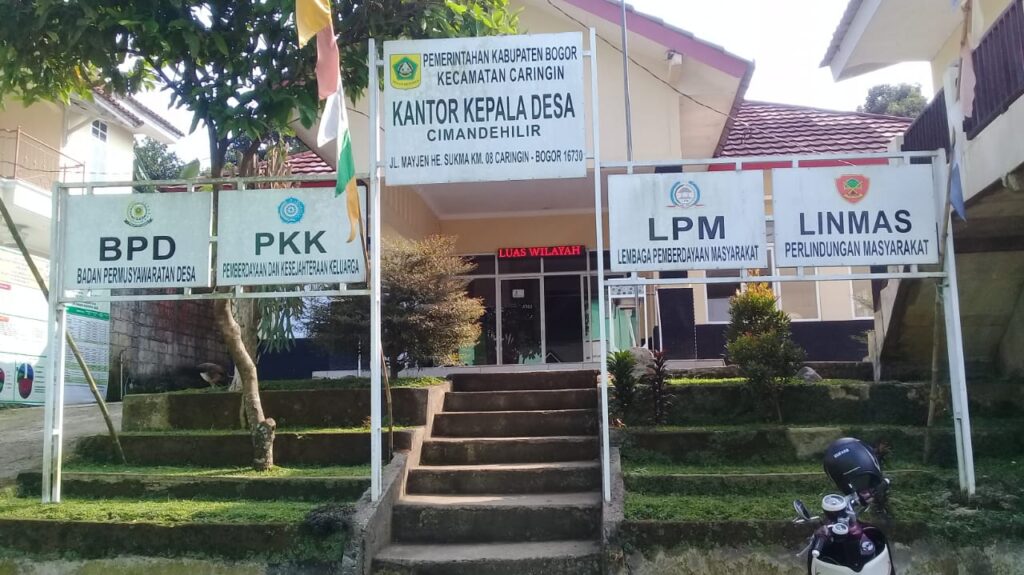 PEMERINTAHAN KABUPATEN BOGOR
KECAMATAN CARINGIN
KANTOR KEPALA DESA
CIMANDEHILIR
JL. MAYJEN HE. SUKMA KM. 08 CARINGIN - BOGOR 16730
BPD
BADAN PERMUSYAWARATAN DESA
PKK
PEMBERDAYAAN DAN KESEJAHTERAAN KELUARGA
LUAS WILAYAH
LPM
LEMBAGA PEMBERDAYAAN MASYARAKAT
LINMAS
PERLINDUNGAN MASYARAKAT